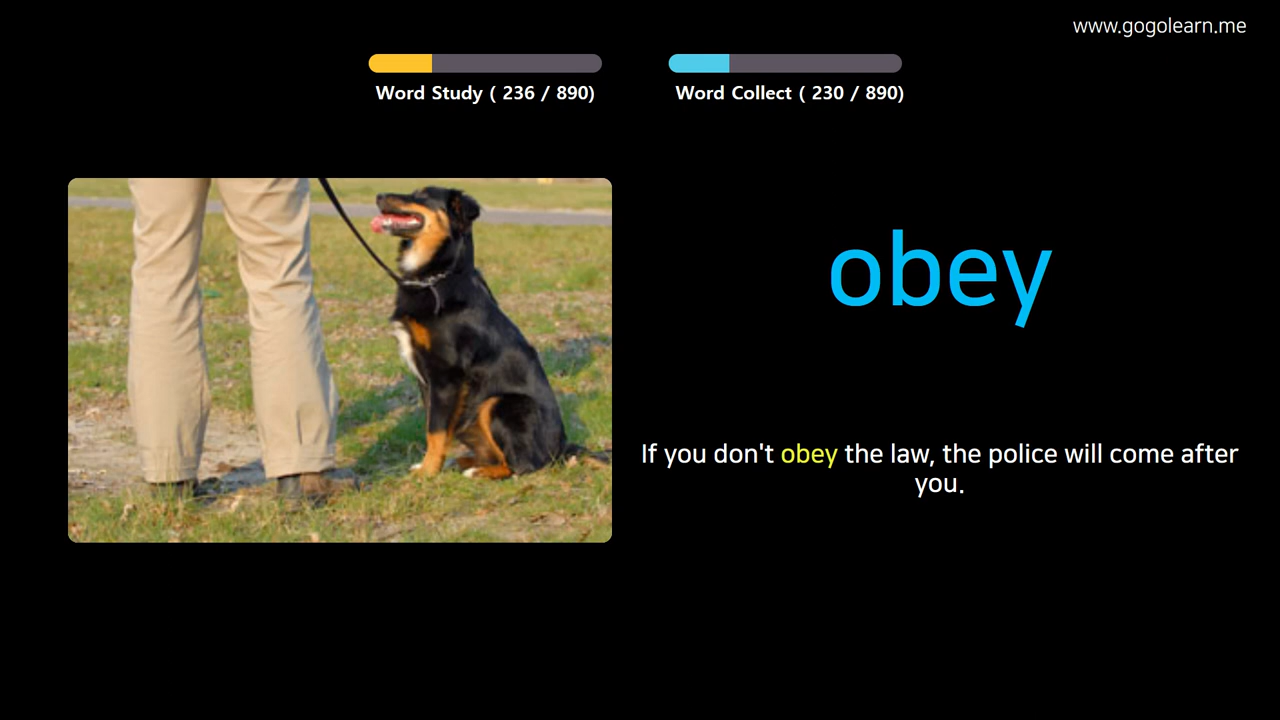 www.gogolearn.me
Word Study ( 236 / 890)
Word Collect ( 230 / 890)
obey
If you don't obey the law, the police will come after
you.